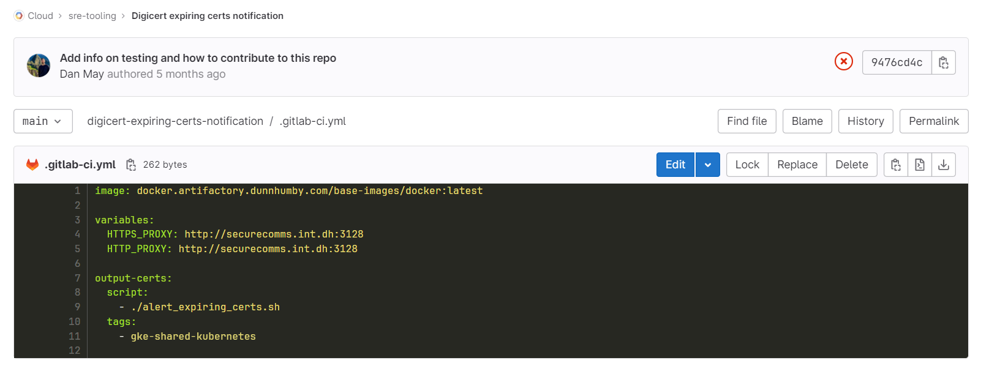 Cloud > sre-tooling > Digicert expiring certs notification
Add info on testing and how to contribute to this repo
Dan May authored 5 months ago
9476cd4c
main
digicert-expiring-certs-notification / .gitlab-ci.yml
Find file
Blame
History
Permalink
.gitlab-ci.yml
262 bytes
Edit
Lock
Replace
Delete
1 image: docker.artifactory.dunnhumby.com/base-images/docker:latest
2
3 variables:
4   HTTPS_PROXY: http://securecomms.int.dh:3128
5   HTTP_PROXY: http://securecomms.int.dh:3128
6
7 output-certs:
8   script:
9     - ./alert_expiring_certs.sh
10   tags:
11     - gke-shared-kubernetes
12